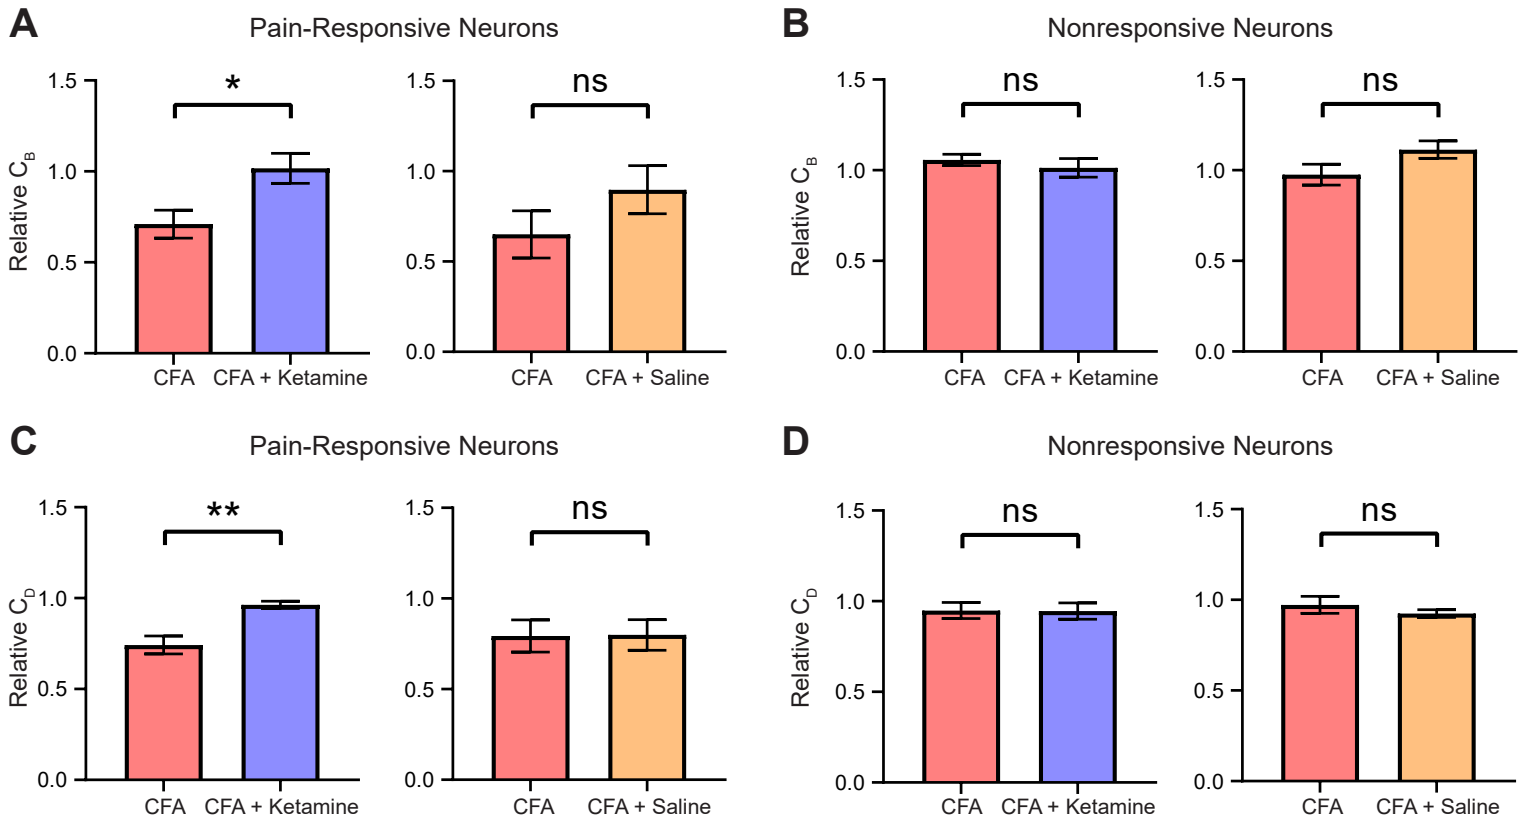 A
Pain-Responsive Neurons
Relative CB
1.5
1.0
0.5
0.0
*
CFA
CFA + Ketamine
1.5
1.0
0.5
0.0
ns
CFA
CFA + Saline
B
Nonresponsive Neurons
Relative CB
1.5
1.0
0.5
0.0
ns
CFA
CFA + Ketamine
1.5
1.0
0.5
0.0
ns
CFA
CFA + Saline
C
Pain-Responsive Neurons
Relative CD
1.5
1.0
0.5
0.0
**
CFA
CFA + Ketamine
1.5
1.0
0.5
0.0
ns
CFA
CFA + Saline
D
Nonresponsive Neurons
Relative CD
1.5
1.0
0.5
0.0
ns
CFA
CFA + Ketamine
1.5
1.0
0.5
0.0
ns
CFA
CFA + Saline